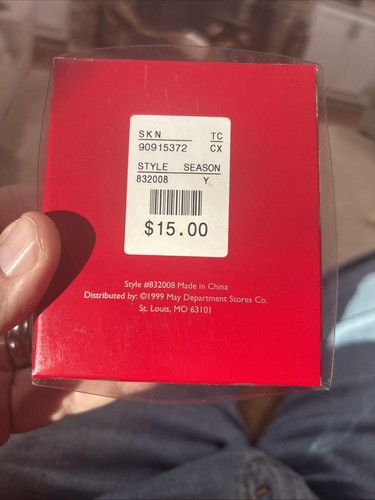 SKN TC
90915372 CX
STYLE SEASON
832008 Y
$15.00
Style #832008 Made in China
Distributed by: ©1999 May Department Stores Co.
St. Louis, MO 63101